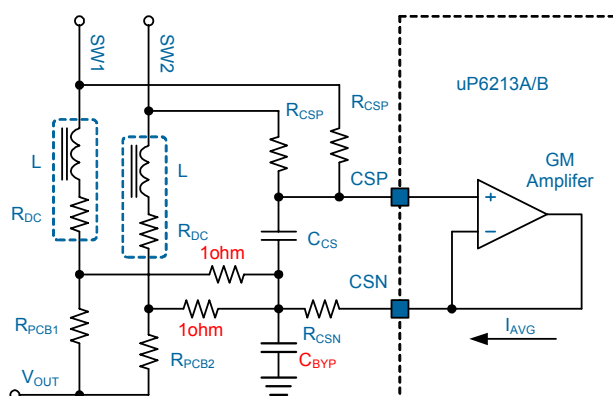 SW1
SW2
uP6213A/B
RCSP
RCSP
GM
Amplifer
CSP
+
−
L
L
RDC
RDC
CCS
1ohm
CSN
1ohm
RCSN
IAVG
RPCB1
RPCB2
CBYP
VOUT